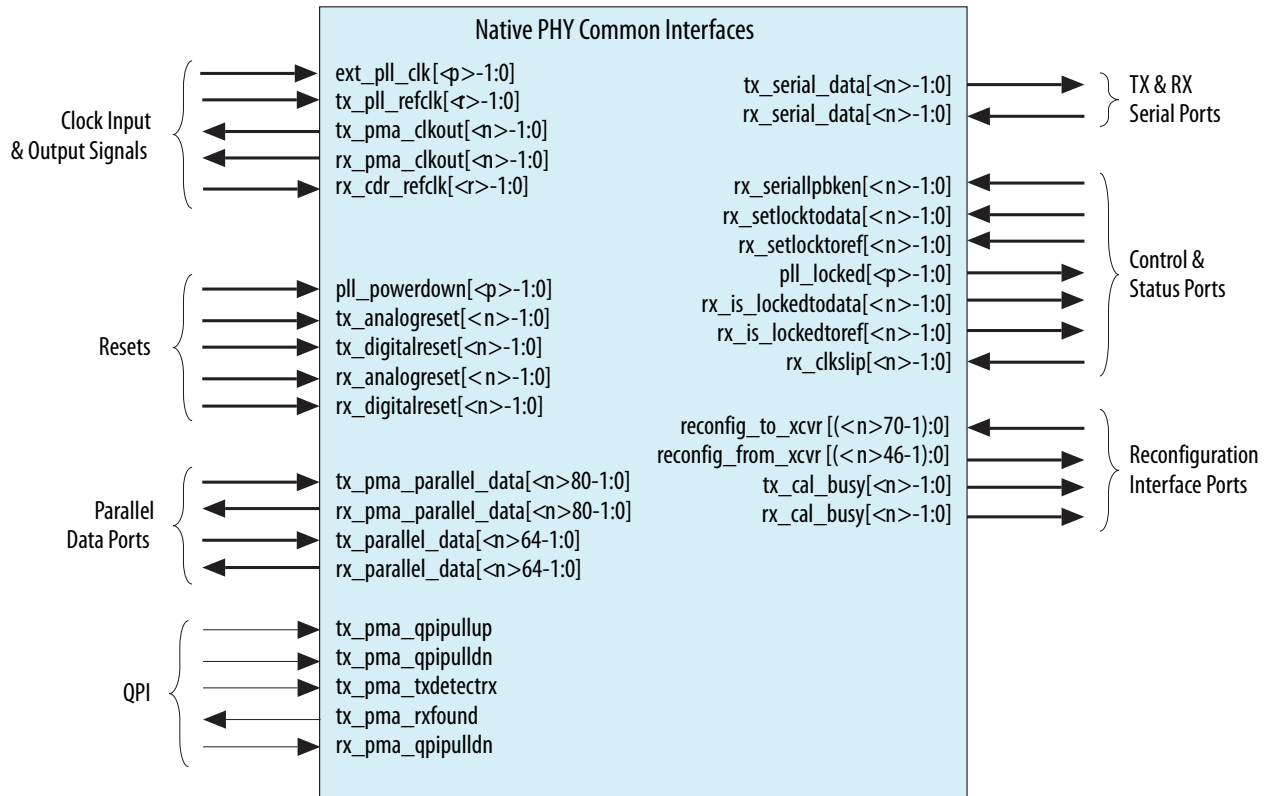 Native PHY Common Interfaces
Clock Input
& Output Signals
ext_pll_clk[<p>-1:0]
tx_pll_refclk[<r>-1:0]
tx_pma_clkout[<n>-1:0]
rx_pma_clkout[<n>-1:0]
rx_cdr_refclk[<r>-1:0]
Resets
pll_powerdown[<p>-1:0]
tx_analogreset[<n>-1:0]
tx_digitalreset[<n>-1:0]
rx_analogreset[<n>-1:0]
rx_digitalreset[<n>-1:0]
Parallel
Data Ports
tx_pma_parallel_data[<n>80-1:0]
rx_pma_parallel_data[<n>80-1:0]
tx_parallel_data[<n>64-1:0]
rx_parallel_data[<n>64-1:0]
QPI
tx_pma_qpipullup
tx_pma_qpipulldn
tx_pma_txdetectrx
tx_pma_rxfound
rx_pma_qpipulldn
tx_serial_data[<n>-1:0]
rx_serial_data[<n>-1:0]
TX & RX
Serial Ports
rx_seriallpbken[<n>-1:0]
rx_setlocktodata[<n>-1:0]
rx_setlocktoref[<n>-1:0]
pll_locked[<p>-1:0]
rx_is_lockedtodata[<n>-1:0]
rx_is_lockedtoref[<n>-1:0]
rx_clkslip[<n>-1:0]
Control &
Status Ports
reconfig_to_xcvr [(<n>70-1):0]
reconfig_from_xcvr [(<n>46-1):0]
tx_cal_busy[<n>-1:0]
rx_cal_busy[<n>-1:0]
Reconfiguration
Interface Ports